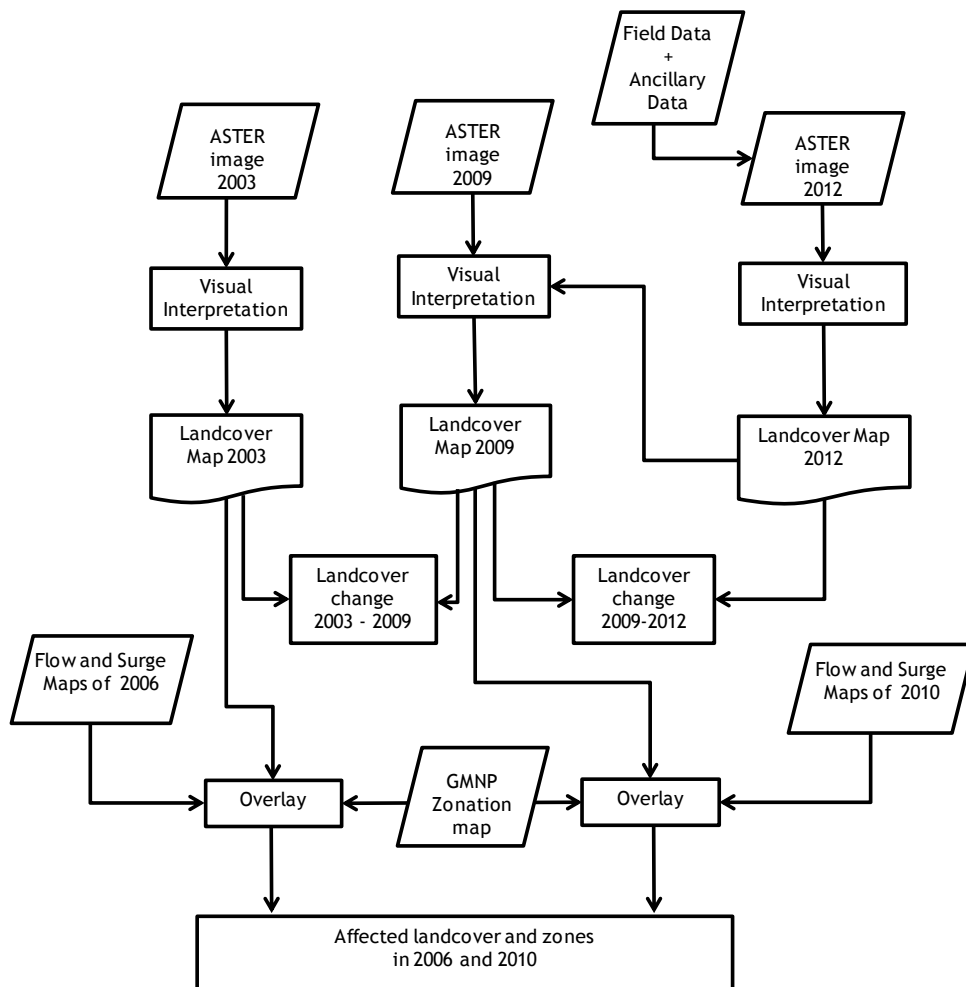 Field Data
+
Ancillary
Data
ASTER
image
2003
ASTER
image
2009
ASTER
image
2012
Visual
Interpretation
Visual
Interpretation
Visual
Interpretation
Landcover
Map 2003
Landcover
Map 2009
Landcover Map
2012
Landcover
change
2003 - 2009
Landcover
change
2009-2012
Flow and Surge
Maps of 2006
Flow and Surge
Maps of 2010
Overlay
GMNP
Zonation
map
Overlay
Affected landcover and zones
in 2006 and 2010